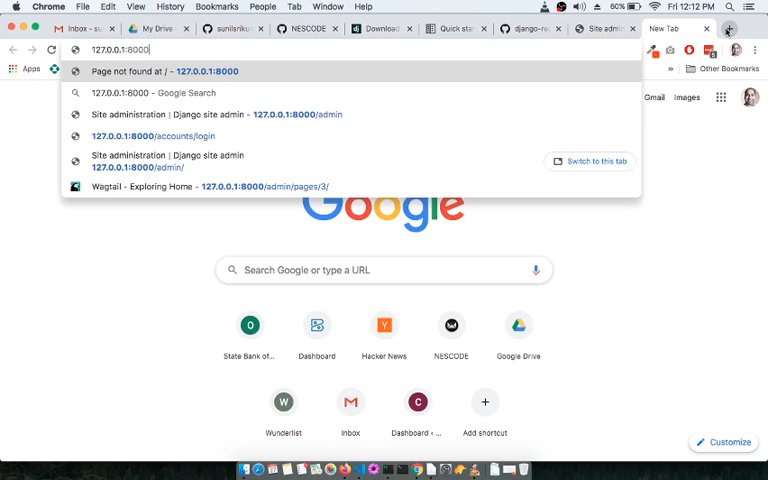 Chrome File Edit View History Bookmarks People Tab Window Help 60% Fri 12:12 PM
Inbox - su My Drive - sunilsrikum NESCODE Download Quick star django-re Site admin New Tab
127.0.0.1:8000
Page not found at / - 127.0.0.1:8000
127.0.0.1:8000 - Google Search
Site administration | Django site admin - 127.0.0.1:8000/admin
127.0.0.1:8000/accounts/login
Site administration | Django site admin
127.0.0.1:8000/admin/
Switch to this tab
Wagtail - Exploring Home - 127.0.0.1:8000/admin/pages/3/
Apps
» Other Bookmarks
Gmail Images
Google
Search Google or type a URL
State Bank of... Dashboard Hacker News NESCODE Google Drive
Wunderlist Inbox Dashboard ‹ ... Add shortcut
Customize